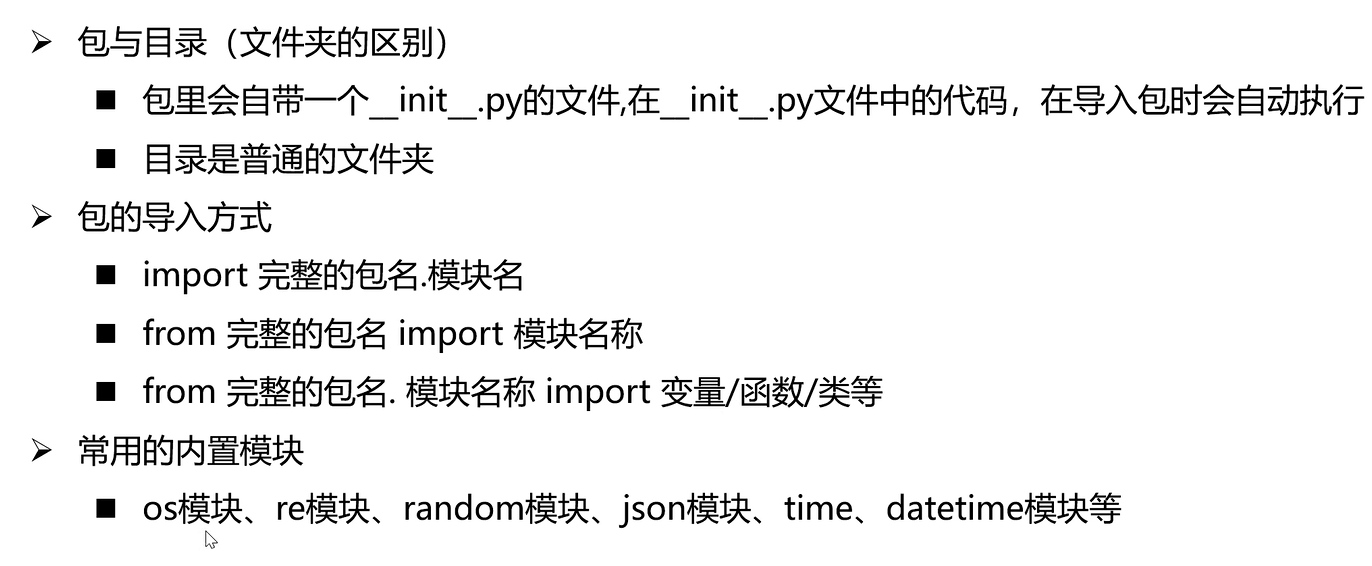 包与目录（文件夹的区别）
包里会自带一个__init__.py的文件,在__init__.py文件中的代码，在导入包时会自动执行
目录是普通的文件夹
包的导入方式
import 完整的包名.模块名
from 完整的包名 import 模块名称
from 完整的包名. 模块名称 import 变量/函数/类等
常用的内置模块
os模块、re模块、random模块、json模块、time、datetime模块等